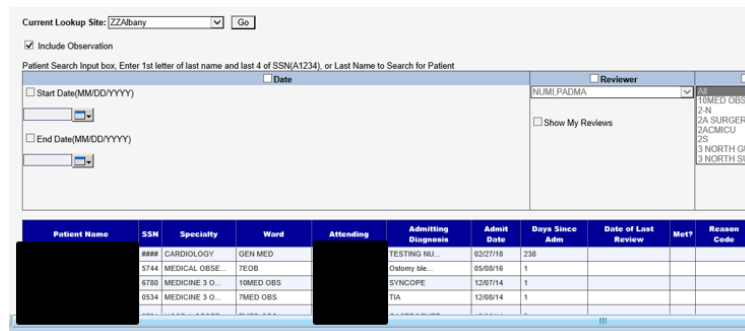 Current Lookup Site: ZZAlbany Go
Include Observation
Patient Search Input box, Enter 1st letter of last name and last 4 of SSN(A1234), or Last Name to Search for Patient
Date Reviewer
Start Date(MM/DD/YYYY) NUMI,PADMA All
10MED OBS
2-N
Show My Reviews 2A SURGER
2ACMICU
End Date(MM/DD/YYYY) 2S
3 NORTH G
3 NORTH S
Patient Name SSN Specialty Ward Attending Admitting Diagnosis Admit Date Days Since Adm Date of Last Review Met? Reason Code
#### CARDIOLOGY GEN MED TESTING NU... 02/27/18 238
5744 MEDICAL OBSE... 7EOB Ostomy ble... 05/08/16 1
6780 MEDICINE 3 O... 10MED OBS SYNCOPE 12/07/14 1
0534 MEDICINE 3 O... 7MED OBS TIA 12/08/14 1